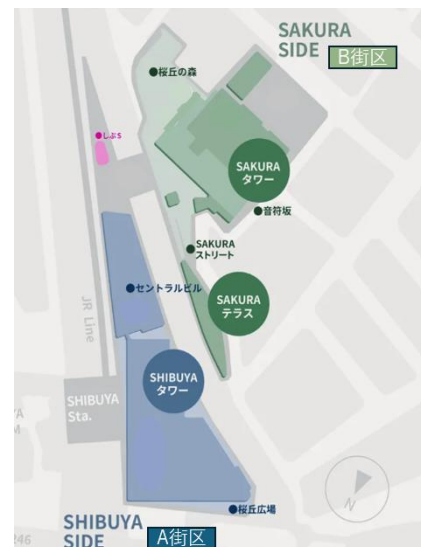 SAKURA
SIDE B街区
桜丘の森
しぶS
SAKURA
タワー
音符坂
SAKURA
ストリート
セントラルビル
SAKURA
テラス
JR Line
SHIBUYA
タワー
SHIBUYA
Sta.
N
桜丘広場
SHIBUYA
SIDE A街区
246